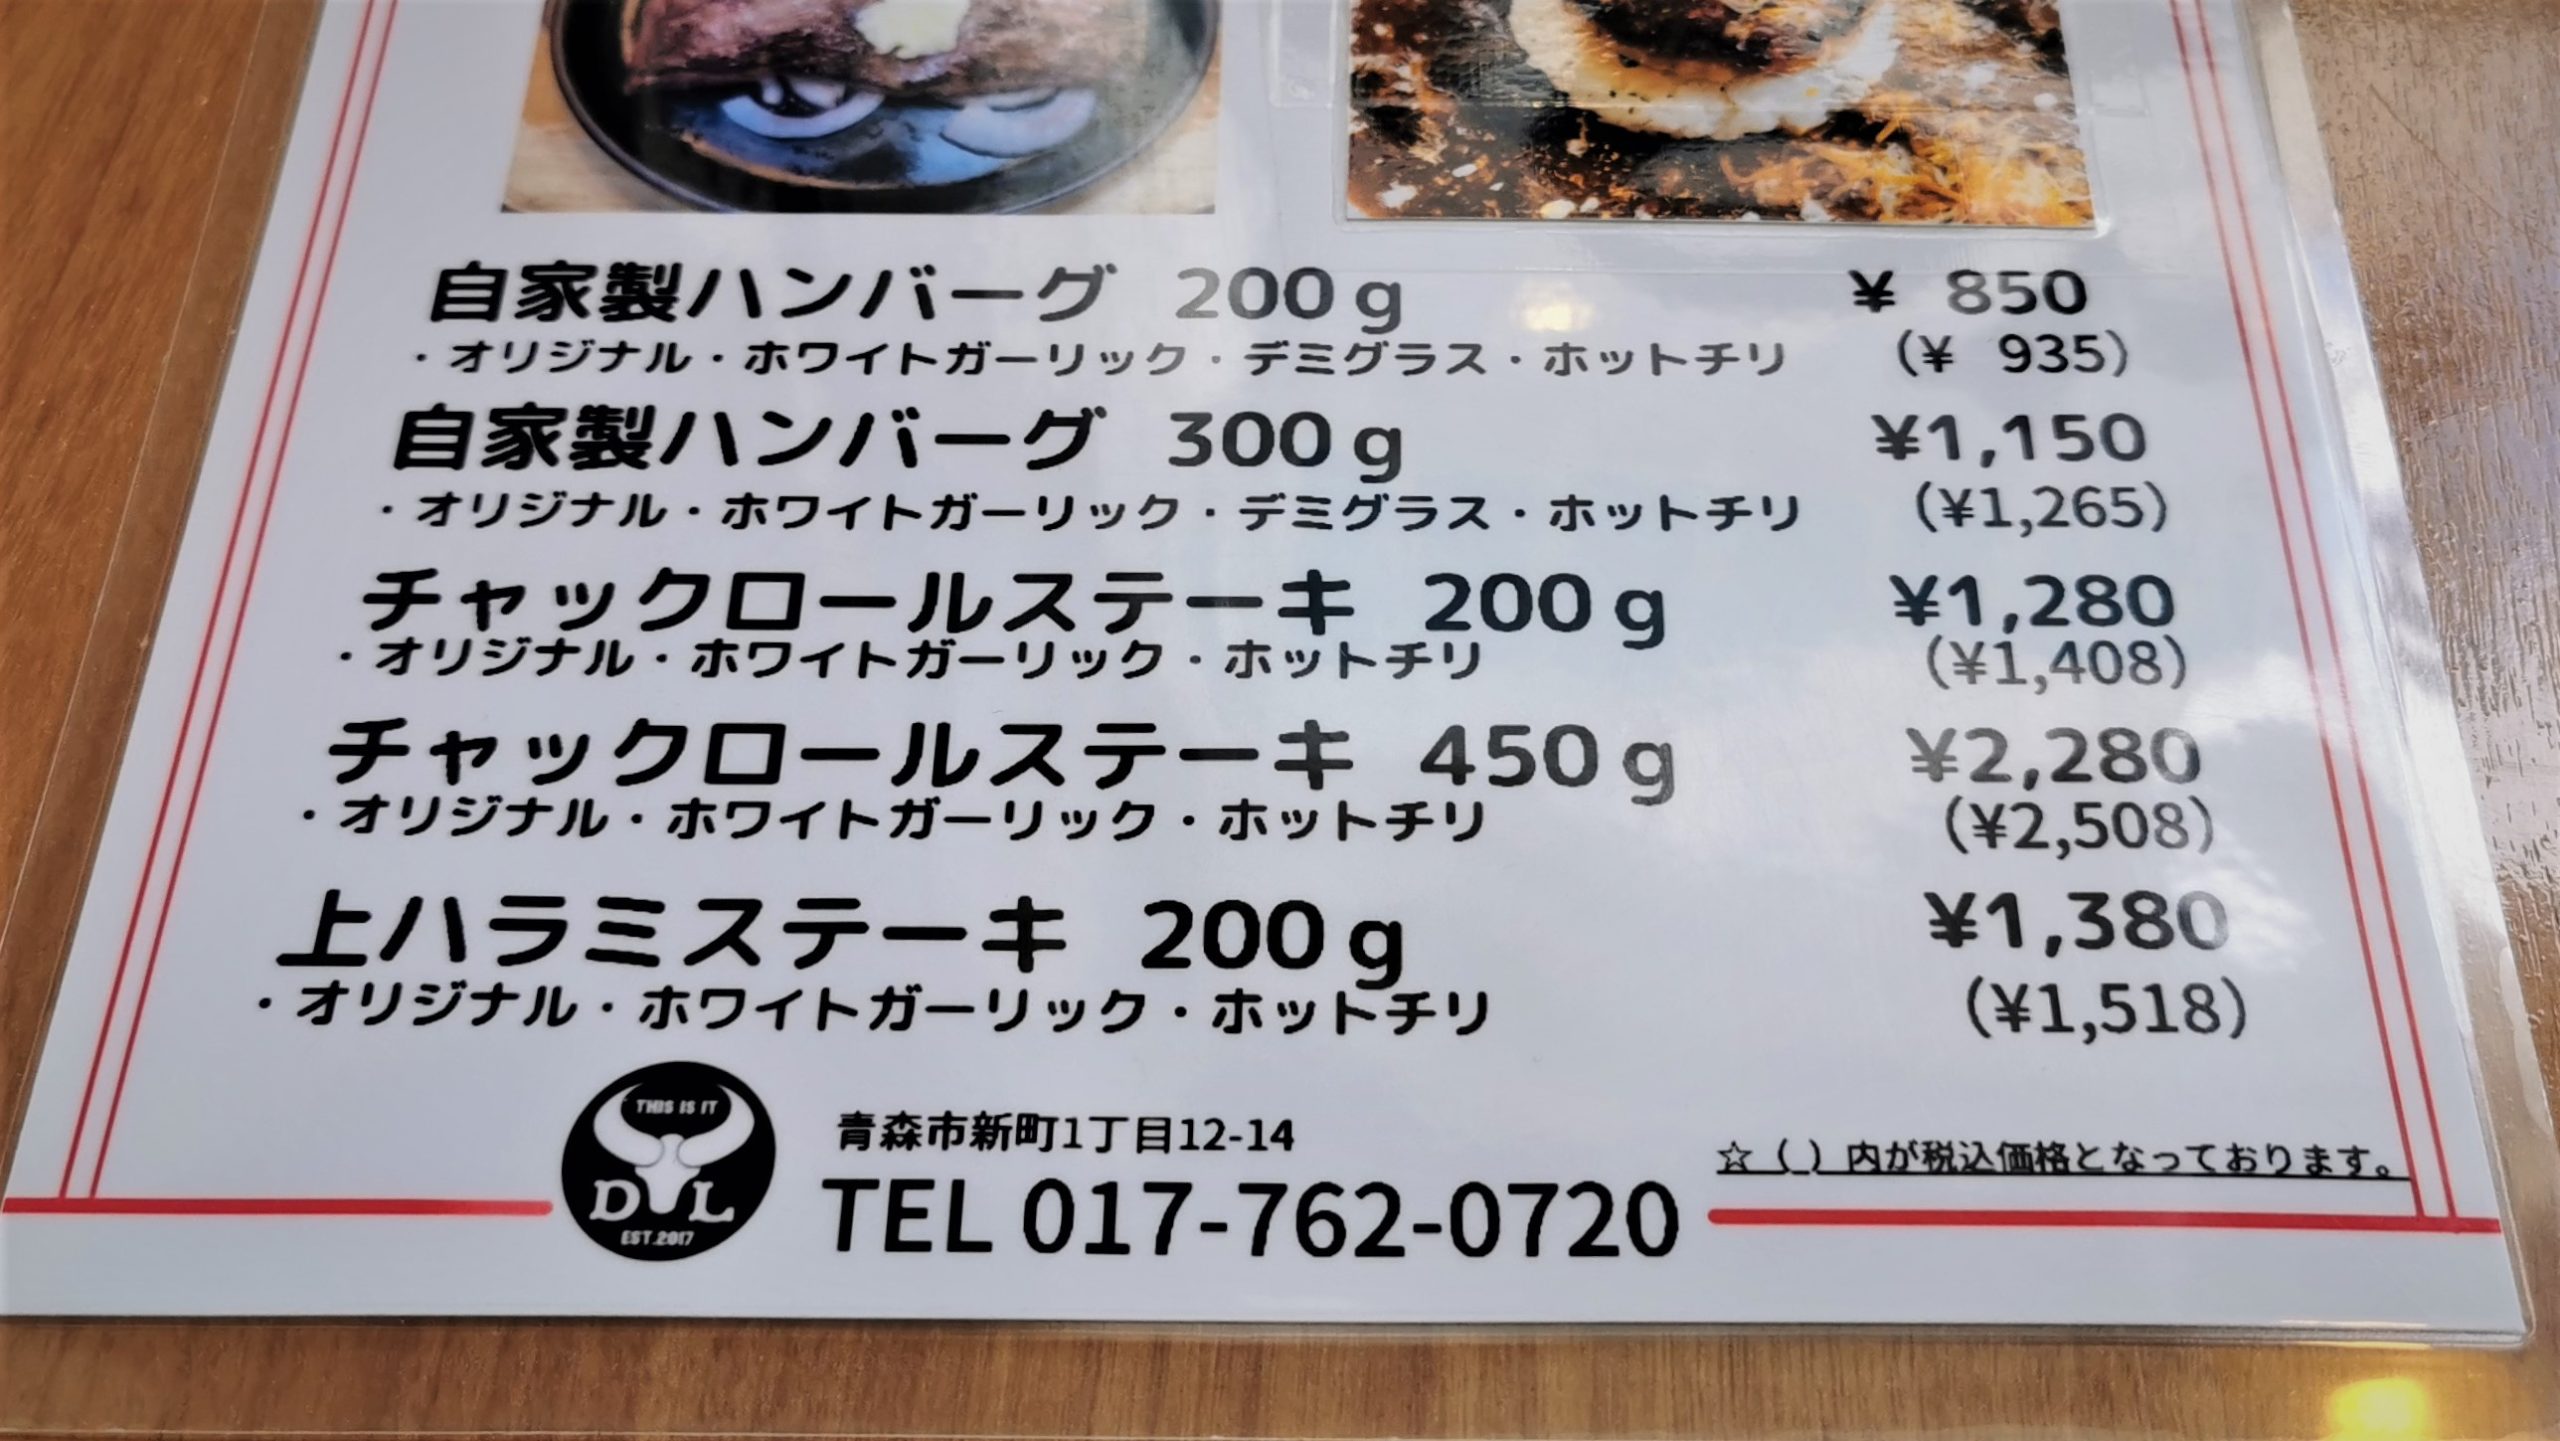 自家製ハンバーグ 200g ¥ 850
・オリジナル・ホワイトガーリック・デミグラス・ホットチリ (¥ 935)
自家製ハンバーグ 300g ¥1,150
・オリジナル・ホワイトガーリック・デミグラス・ホットチリ (¥1,265)
チャックロールステーキ 200g ¥1,280
・オリジナル・ホワイトガーリック・ホットチリ (¥1,408)
チャックロールステーキ 450g ¥2,280
・オリジナル・ホワイトガーリック・ホットチリ (¥2,508)
上ハラミステーキ 200g ¥1,380
・オリジナル・ホワイトガーリック・ホットチリ (¥1,518)
THIS IS IT
D L
EST.2017
青森市新町1丁目12-14
TEL 017-762-0720
☆( )内が税込価格となっております。